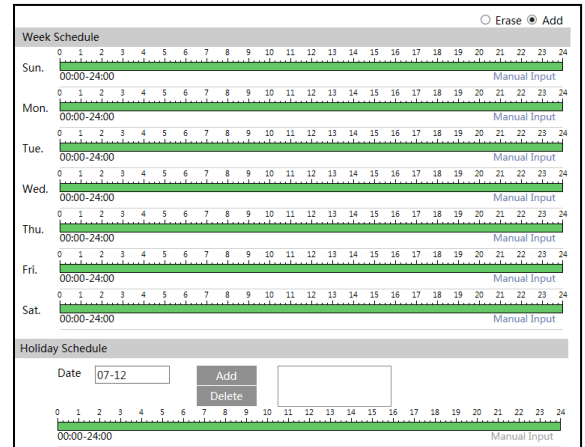 Erase Add
Week Schedule
0 1 2 3 4 5 6 7 8 9 10 11 12 13 14 15 16 17 18 19 20 21 22 23 24
Sun.
00:00-24:00 Manual Input
0 1 2 3 4 5 6 7 8 9 10 11 12 13 14 15 16 17 18 19 20 21 22 23 24
Mon.
00:00-24:00 Manual Input
0 1 2 3 4 5 6 7 8 9 10 11 12 13 14 15 16 17 18 19 20 21 22 23 24
Tue.
00:00-24:00 Manual Input
0 1 2 3 4 5 6 7 8 9 10 11 12 13 14 15 16 17 18 19 20 21 22 23 24
Wed.
00:00-24:00 Manual Input
0 1 2 3 4 5 6 7 8 9 10 11 12 13 14 15 16 17 18 19 20 21 22 23 24
Thu.
00:00-24:00 Manual Input
0 1 2 3 4 5 6 7 8 9 10 11 12 13 14 15 16 17 18 19 20 21 22 23 24
Fri.
00:00-24:00 Manual Input
0 1 2 3 4 5 6 7 8 9 10 11 12 13 14 15 16 17 18 19 20 21 22 23 24
Sat.
00:00-24:00 Manual Input
Holiday Schedule
Date 07-12 Add
Delete
0 1 2 3 4 5 6 7 8 9 10 11 12 13 14 15 16 17 18 19 20 21 22 23 24
00:00-24:00 Manual Input